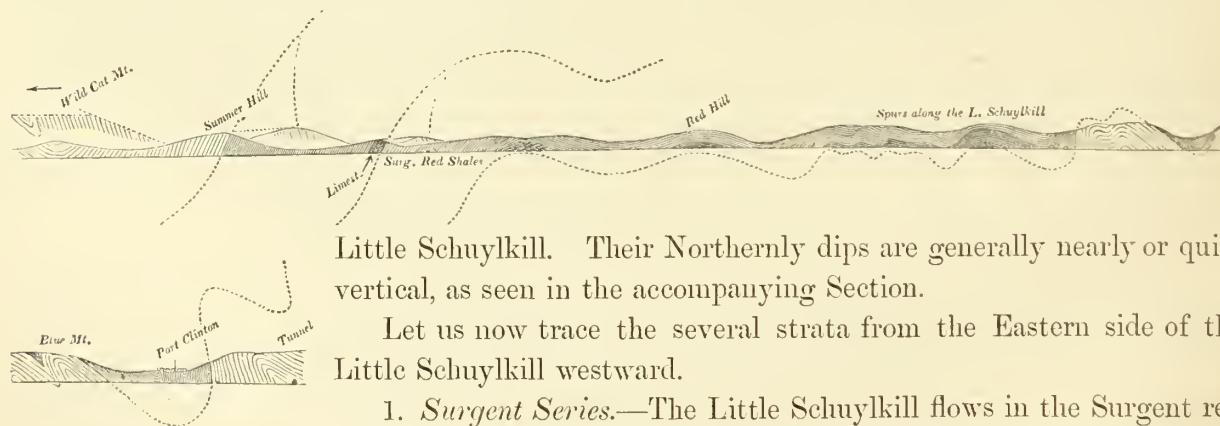 Wild Cat Mt.
Summer Hill
Limest.
Surg. Red Shales
Red Hill
Spurs along the L. Schuylkill
Little Schuylkill. Their Northernly dips are generally nearly or qui
vertical, as seen in the accompanying Section.
Blue Mt.
Port Clinton
Tunnel
Let us now trace the several strata from the Eastern side of th
Little Schuylkill westward.
1. Surgent Series.—The Little Schuylkill flows in the Surgent re